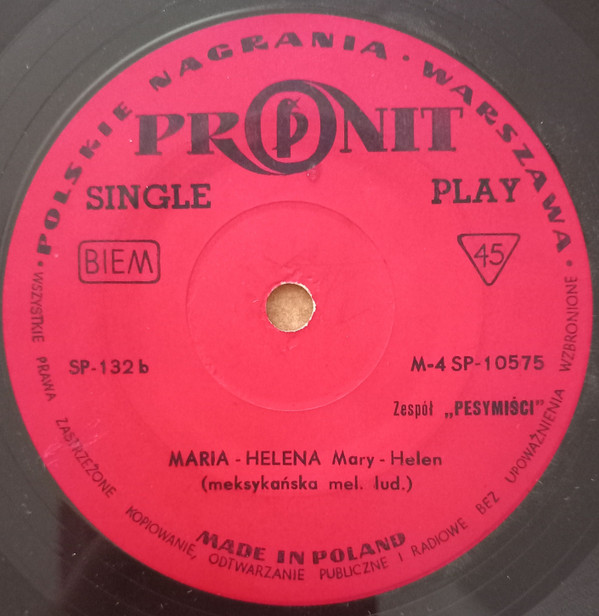 · POLSKIE NAGRANIA · WARSZAWA ·
PRONIT
SINGLE PLAY
BIEM
45
SP-132 b
M-4 SP-10575
Zespół „PESYMIŚCI"
MARIA - HELENA Mary - Helen
(meksykańska mel. lud.)
MADE IN POLAND
WSZYSTKIE PRAWA ZASTRZEŻONE KOPIOWANIE, ODTWARZANIE PUBLICZNE I RADIOWE BEZ UPOWAŻNIENIA WZBRONIONE